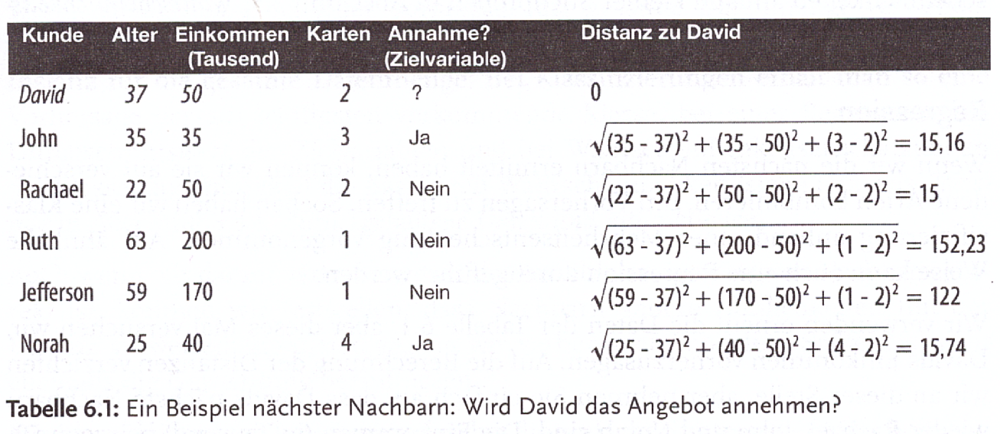 Kunde Alter Einkommen Karten Annahme? Distanz zu David
(Tausend) (Zielvariable)
David 37 50 2 ? 0
John 35 35 3 Ja √(35 - 37)² + (35 - 50)² + (3 - 2)² = 15,16
Rachael 22 50 2 Nein √(22 - 37)² + (50 - 50)² + (2 - 2)² = 15
Ruth 63 200 1 Nein √(63 - 37)² + (200 - 50)² + (1 - 2)² = 152,23
Jefferson 59 170 1 Nein √(59 - 37)² + (170 - 50)² + (1 - 2)² = 122
Norah 25 40 4 Ja √(25 - 37)² + (40 - 50)² + (4 - 2)² = 15,74
Tabelle 6.1: Ein Beispiel nächster Nachbarn: Wird David das Angebot annehmen?